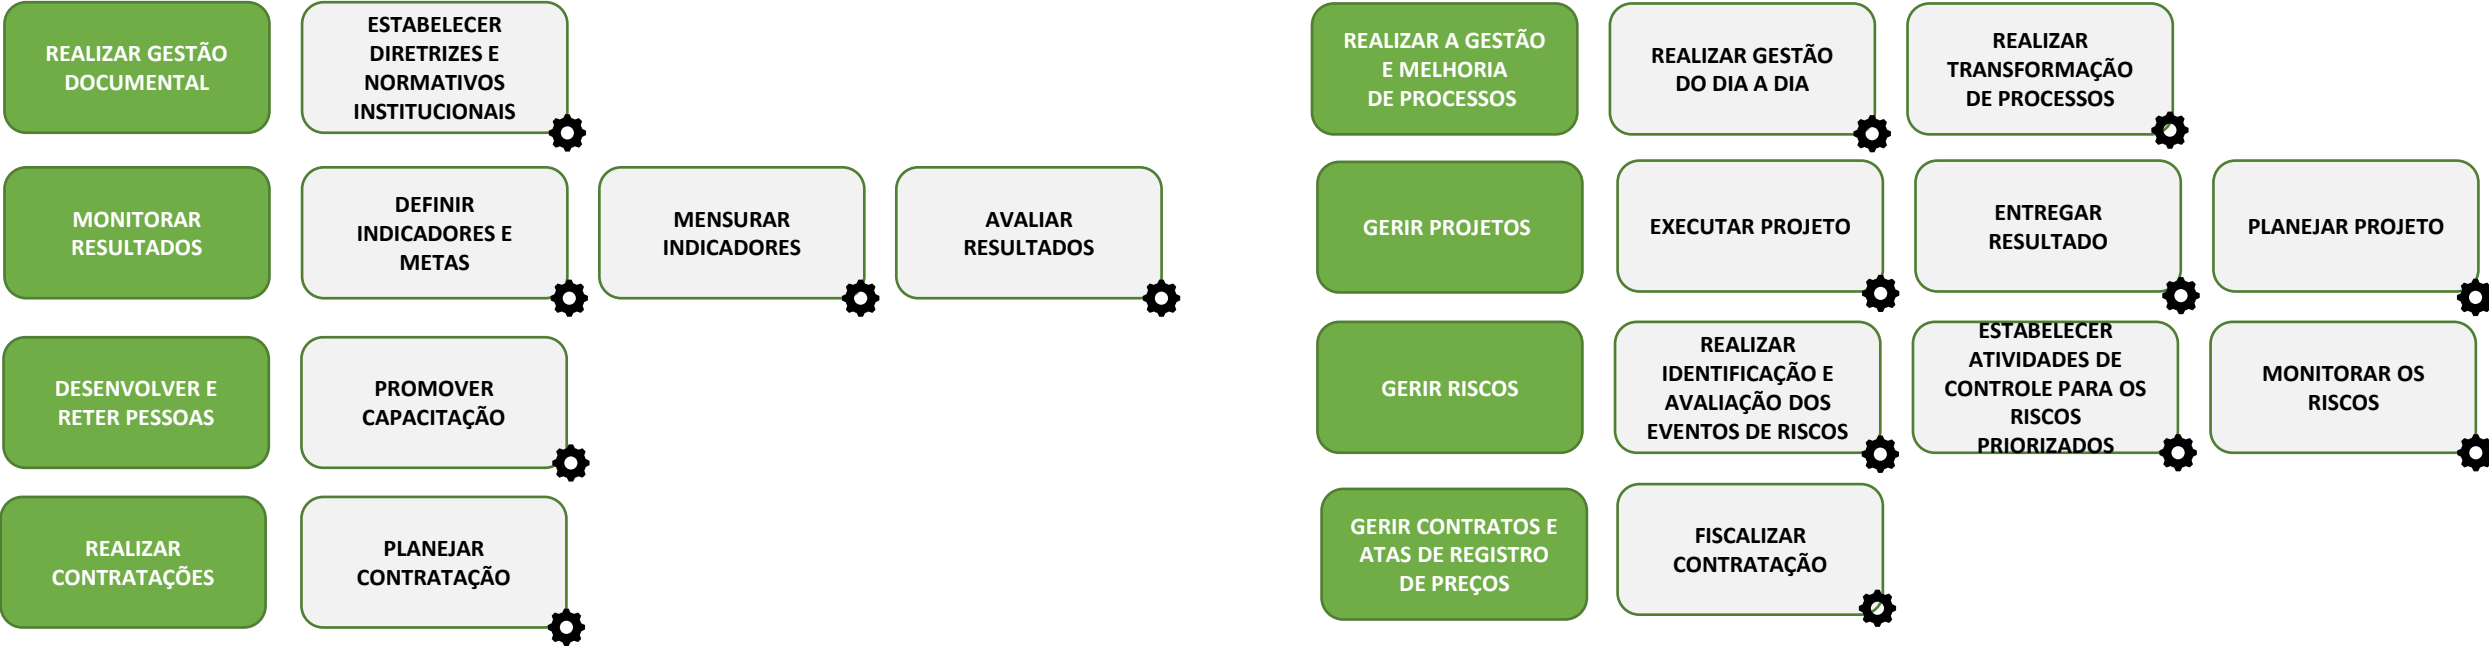 REALIZAR GESTÃO
DOCUMENTAL
ESTABELECER
DIRETRIZES E
NORMATIVOS
INSTITUCIONAIS
MONITORAR
RESULTADOS
DEFINIR
INDICADORES E
METAS
MENSURAR
INDICADORES
AVALIAR
RESULTADOS
DESENVOLVER E
RETER PESSOAS
PROMOVER
CAPACITAÇÃO
REALIZAR
CONTRATAÇÕES
PLANEJAR
CONTRATAÇÃO
REALIZAR A GESTÃO
E MELHORIA
DE PROCESSOS
REALIZAR GESTÃO
DO DIA A DIA
REALIZAR
TRANSFORMAÇÃO
DE PROCESSOS
GERIR PROJETOS
EXECUTAR PROJETO
ENTREGAR
RESULTADO
PLANEJAR PROJETO
GERIR RISCOS
REALIZAR
IDENTIFICAÇÃO E
AVALIAÇÃO DOS
EVENTOS DE RISCOS
ESTABELECER
ATIVIDADES DE
CONTROLE PARA OS
RISCOS
PRIORIZADOS
MONITORAR OS
RISCOS
GERIR CONTRATOS E
ATAS DE REGISTRO
DE PREÇOS
FISCALIZAR
CONTRATAÇÃO